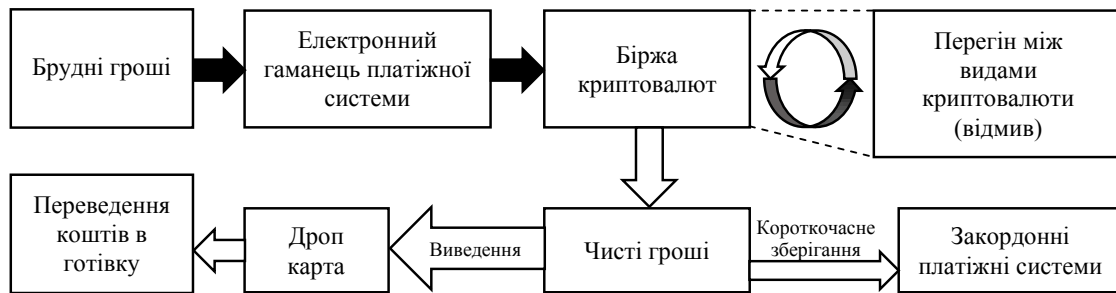 Брудні гроші
Електронний
гаманець платіжної
системи
Біржа
криптовалют
Перегін між
видами
криптовалюти
(відмив)
Переведення
коштів в
готівку
Дроп
карта
Виведення
Чисті гроші
Короткочасне
зберігання
Закордонні
платіжні системи